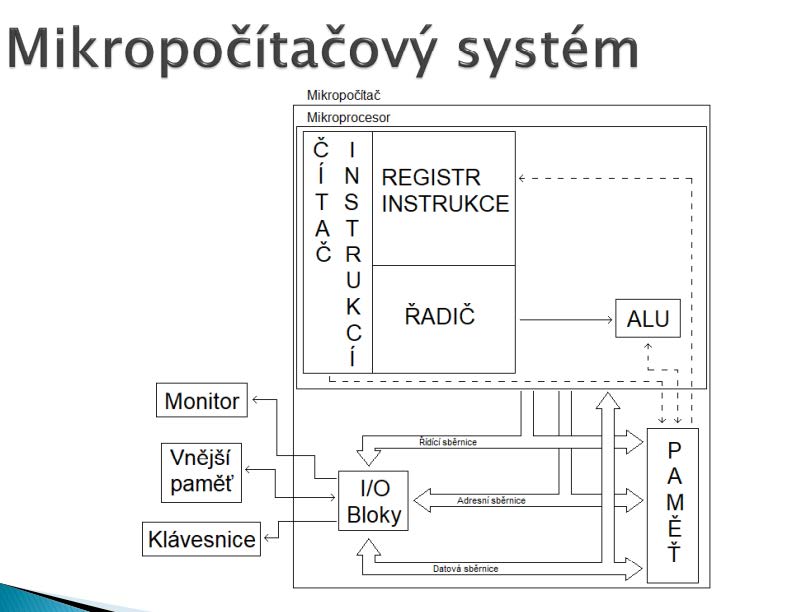 Mikropočítačový systém
Mikropočítač
Mikroprocesor
ČÍTAČ
INSTRUKCÍ
REGISTR
INSTRUKCE
ŘADIČ
ALU
Monitor
Vnější
paměť
Klávesnice
I/O
Bloky
Řídící sběrnice
Adresní sběrnice
Datová sběrnice
PAMĚŤ